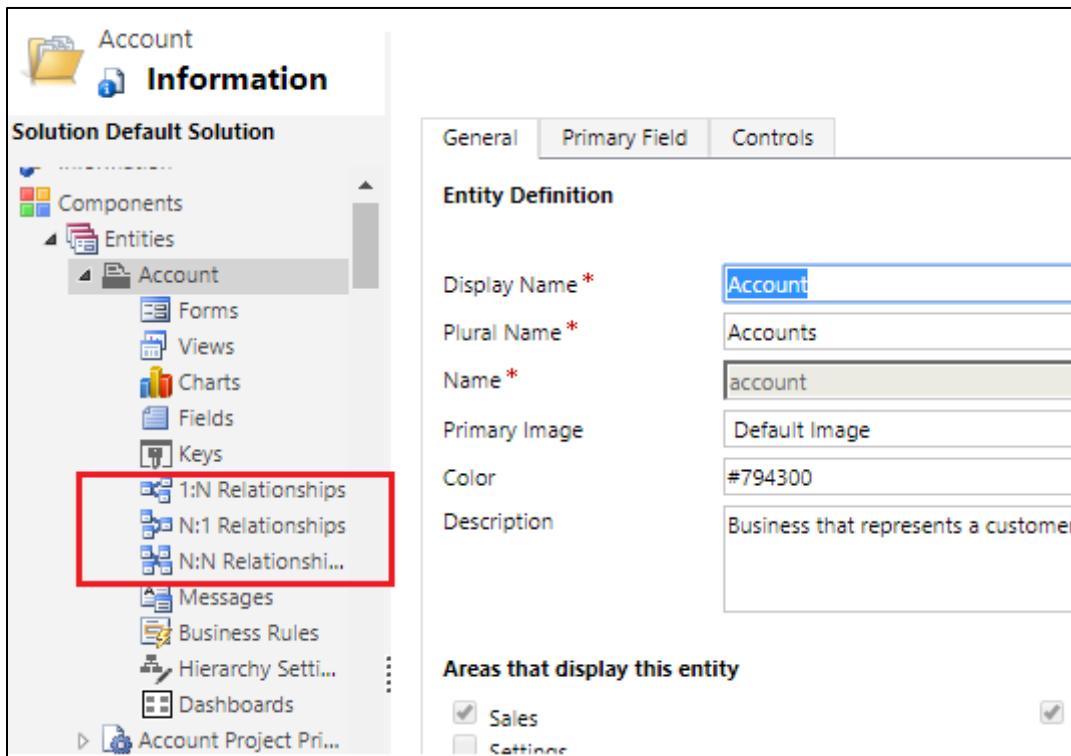 Account
Information
Solution Default Solution
Components
Entities
Account
Forms
Views
Charts
Fields
Keys
1:N Relationships
N:1 Relationships
N:N Relationshi...
Messages
Business Rules
Hierarchy Setti...
Dashboards
Account Project Pri...
General Primary Field Controls
Entity Definition
Display Name* Account
Plural Name* Accounts
Name* account
Primary Image Default Image
Color #794300
Description Business that represents a customer
Areas that display this entity
Sales
Settings